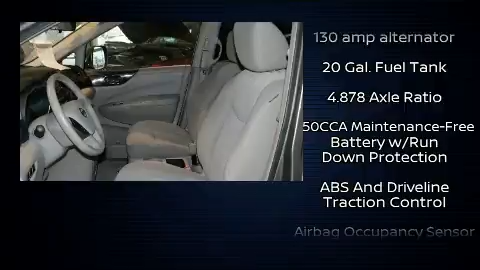 130 amp alternator
20 Gal. Fuel Tank
4.878 Axle Ratio
50CCA Maintenance-Free
Battery w/Run
Down Protection
ABS And Driveline
Traction Control
Airbag Occupancy Sensor